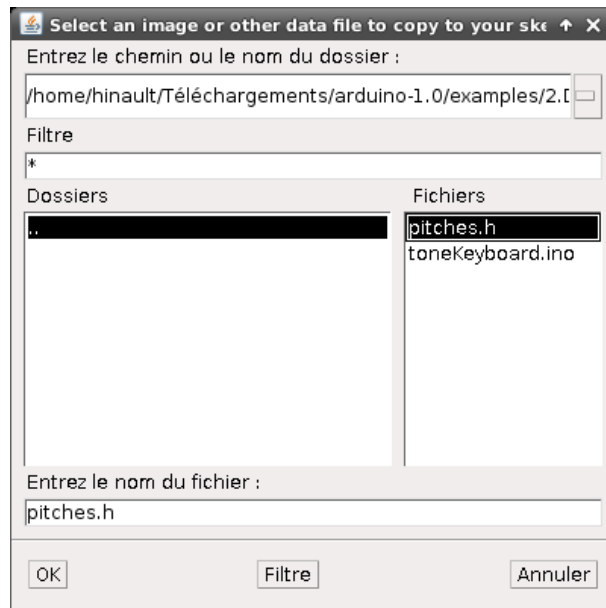 Select an image or other data file to copy to your ske
Entrez le chemin ou le nom du dossier :
/home/hinault/Téléchargements/arduino-1.0/examples/2.D
Filtre
*
Dossiers Fichiers
.. pitches.h
toneKeyboard.ino
Entrez le nom du fichier :
pitches.h
OK Filtre Annuler